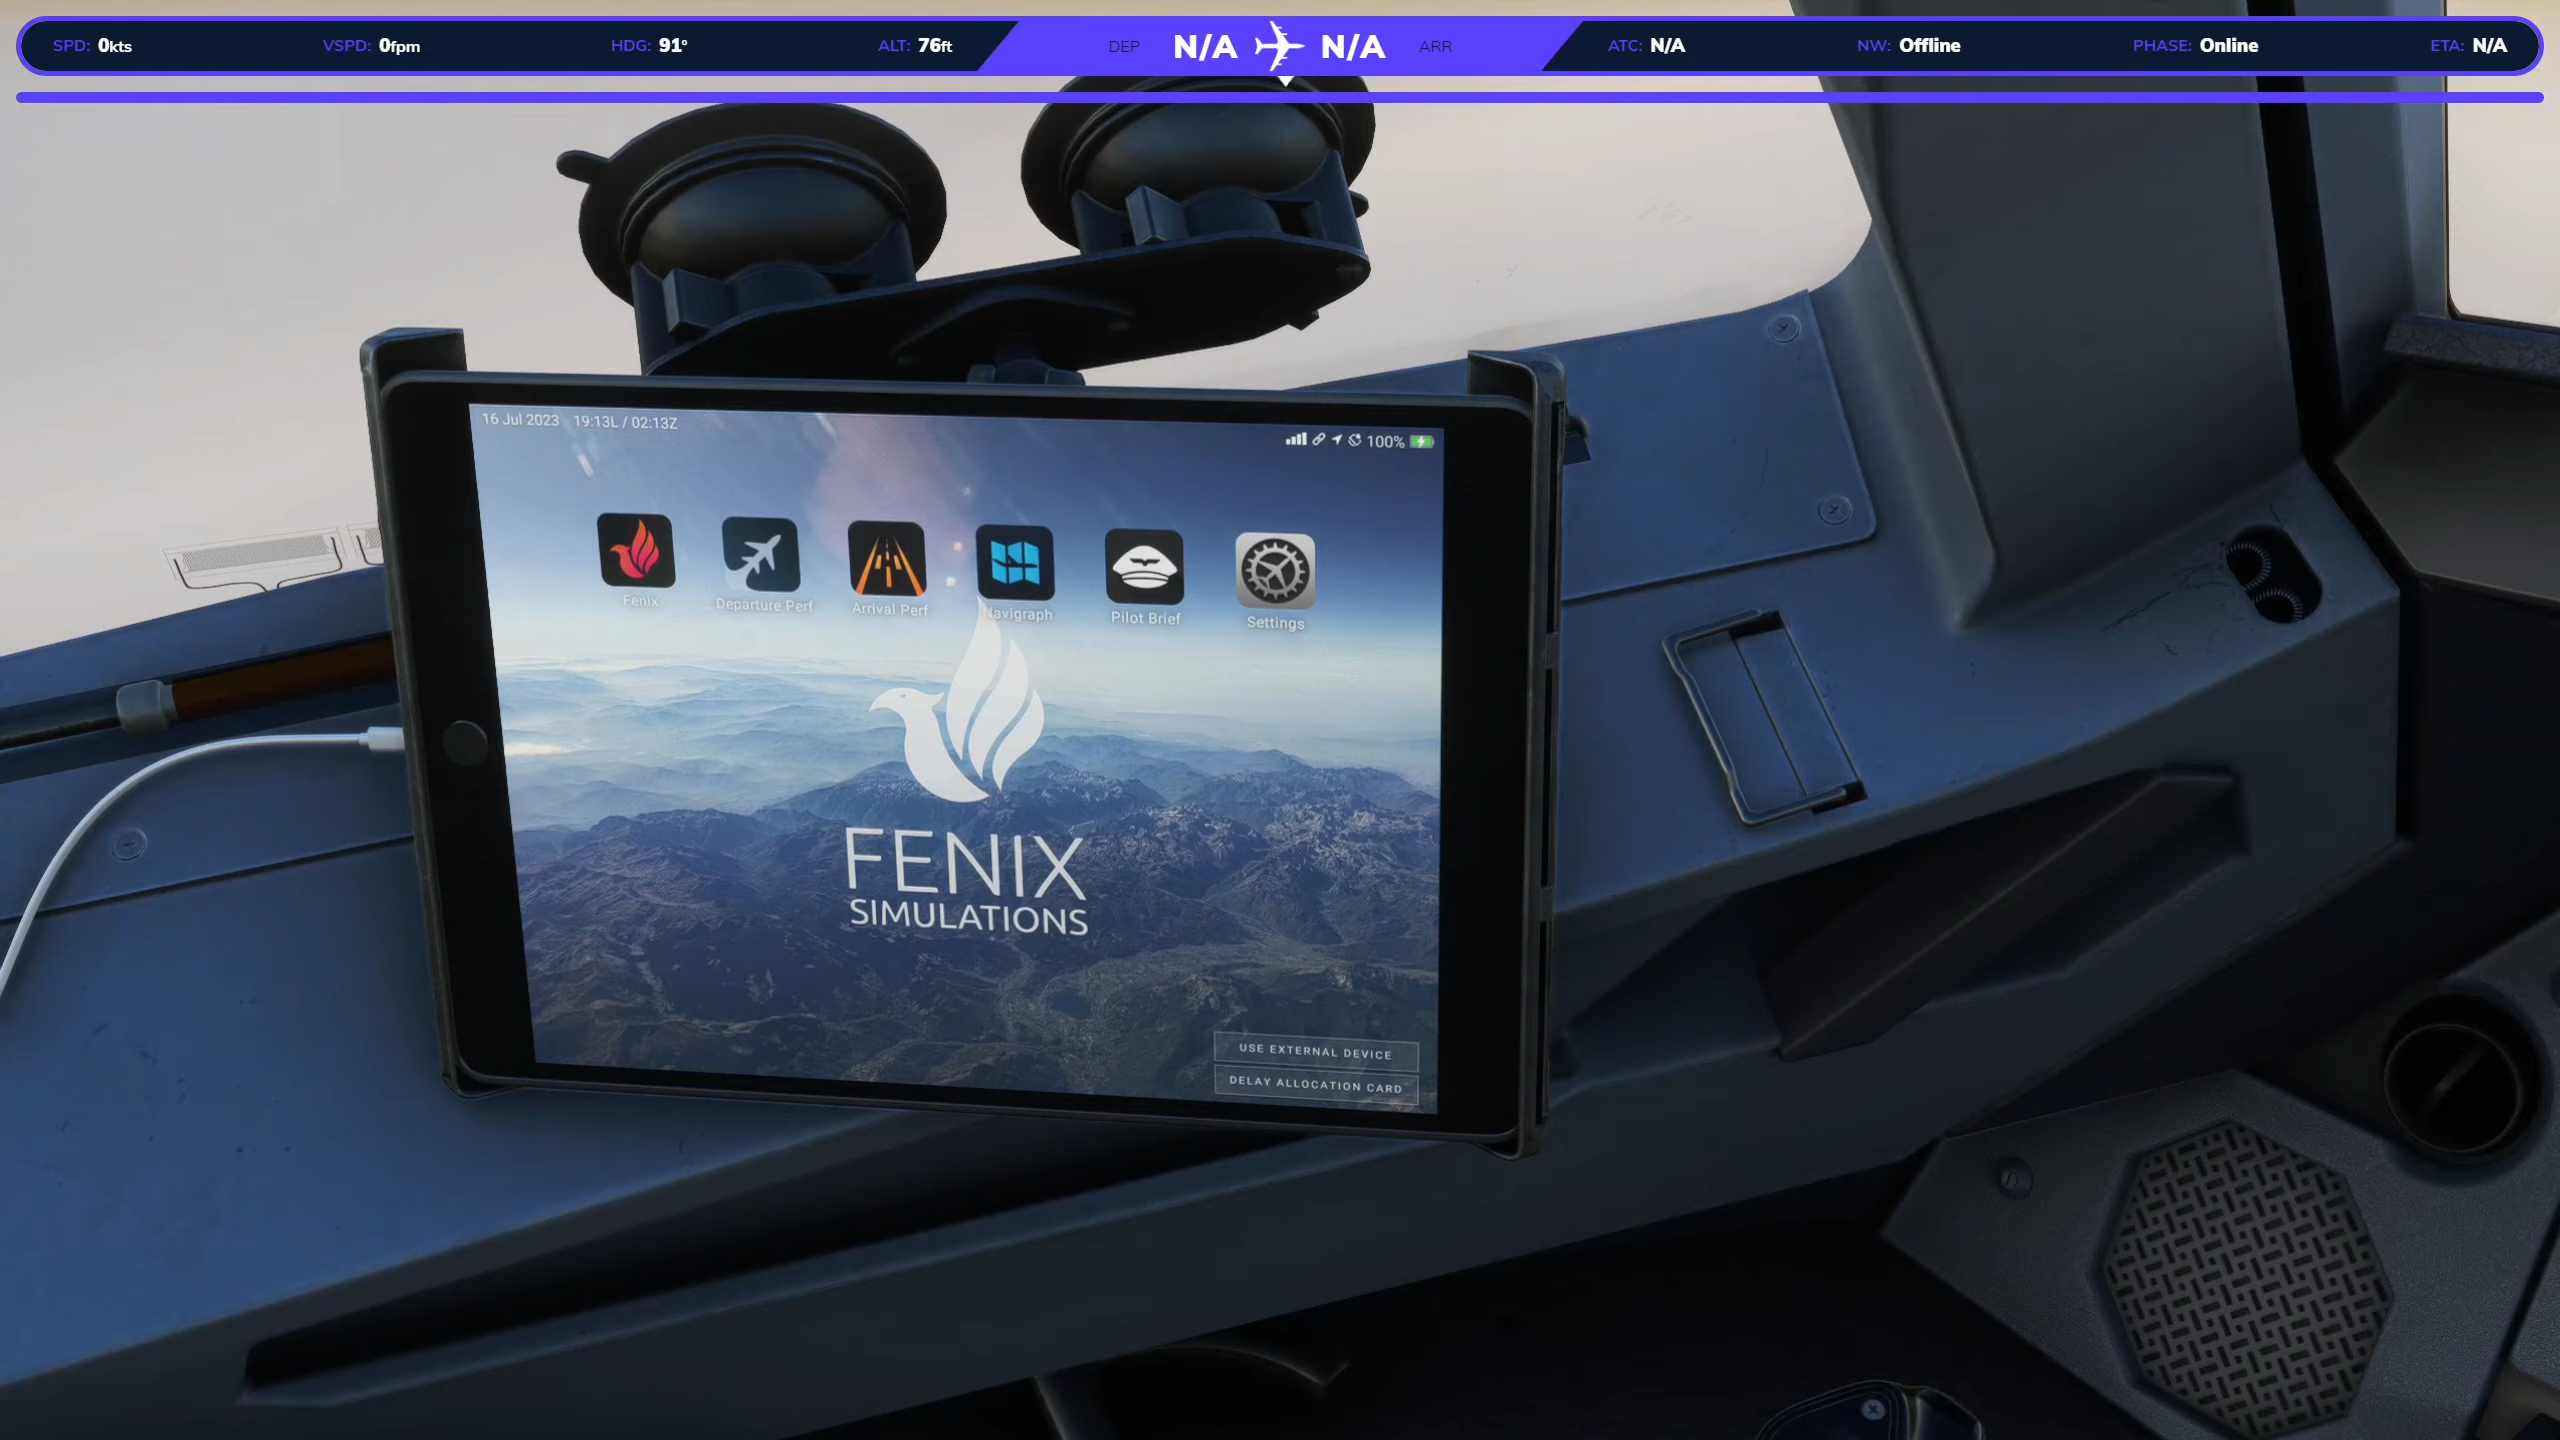 SPD: 0kts VSPD: 0fpm HDG: 91° ALT: 76ft DEP N/A N/A ARR ATC: N/A NW: Offline PHASE: Online ETA: N/A
16 Jul 2023 19:13L / 02:13Z 100%
Fenix Departure Perf Arrival Perf Navigraph Pilot Brief Settings
FENIX
SIMULATIONS
USE EXTERNAL DEVICE
DELAY ALLOCATION CARD